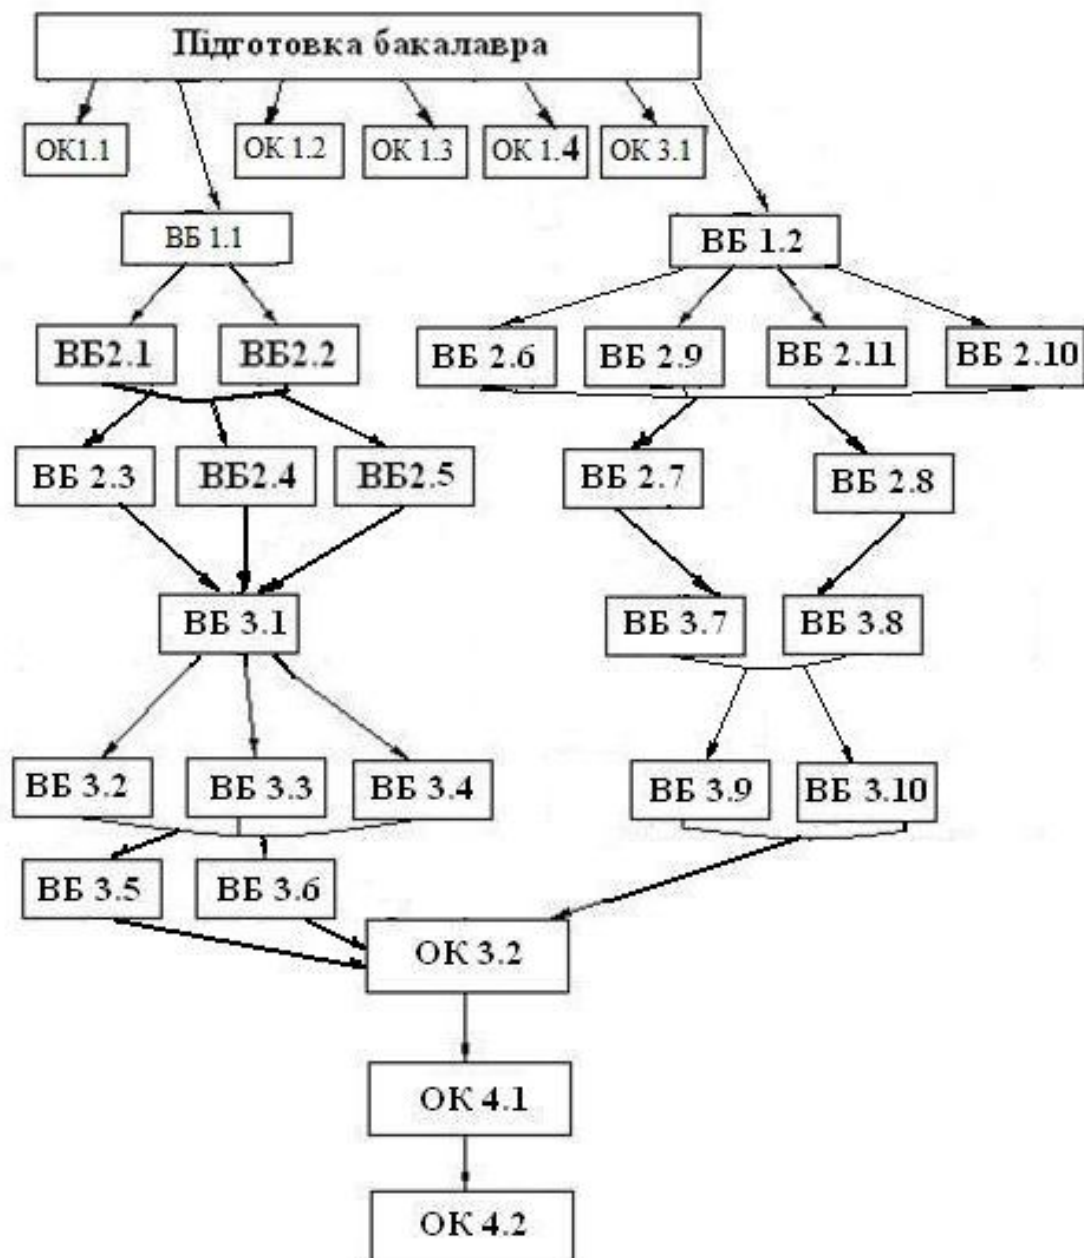 Підготовка бакалавра
ОК1.1
ОК 1.2
ОК 1.3
ОК 1.4
ОК 3.1
ВБ 1.1
ВБ 1.2
ВБ2.1
ВБ2.2
ВБ 2.6
ВБ 2.9
ВБ 2.11
ВБ 2.10
ВБ 2.3
ВБ2.4
ВБ2.5
ВБ 2.7
ВБ 2.8
ВБ 3.1
ВБ 3.7
ВБ 3.8
ВБ 3.2
ВБ 3.3
ВБ 3.4
ВБ 3.9
ВБ 3.10
ВБ 3.5
ВБ 3.6
ОК 3.2
ОК 4.1
ОК 4.2